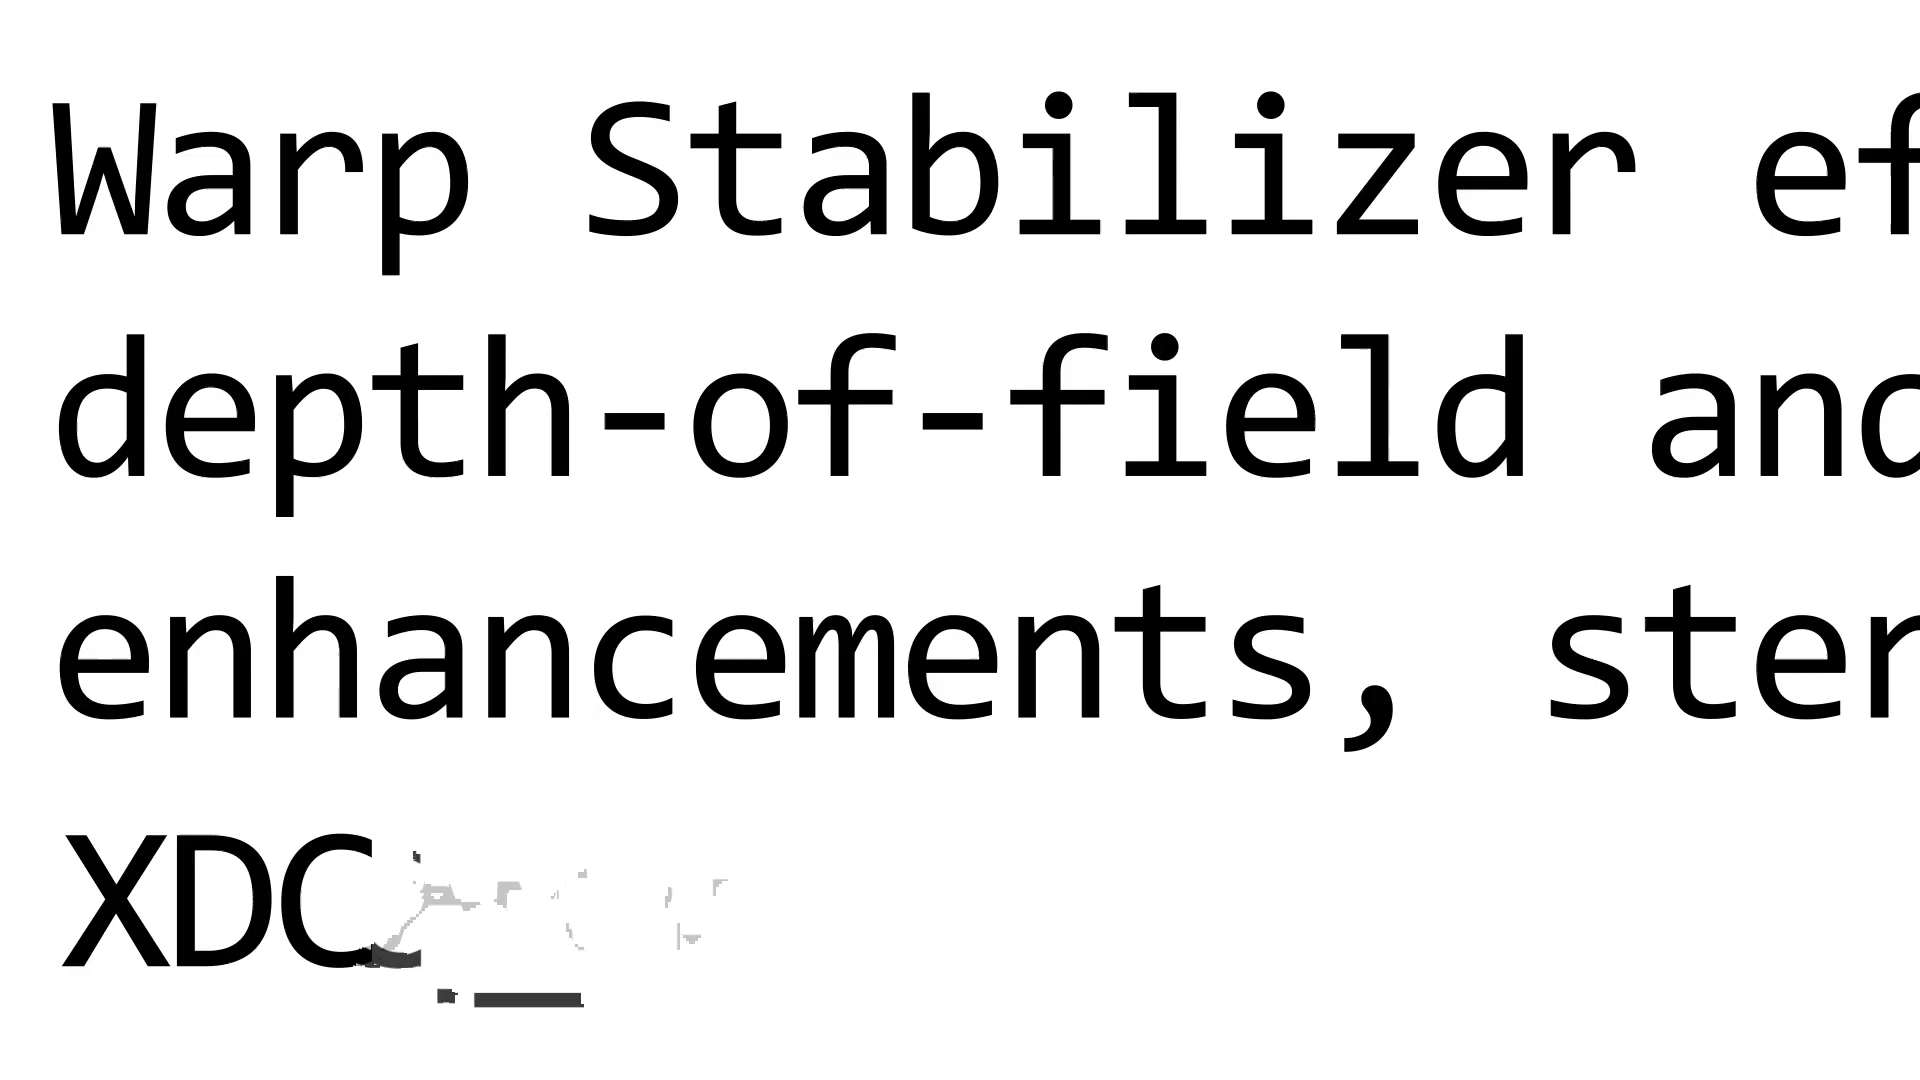 Warp Stabilizer ef
depth-of-field and
enhancements, ster
XDC